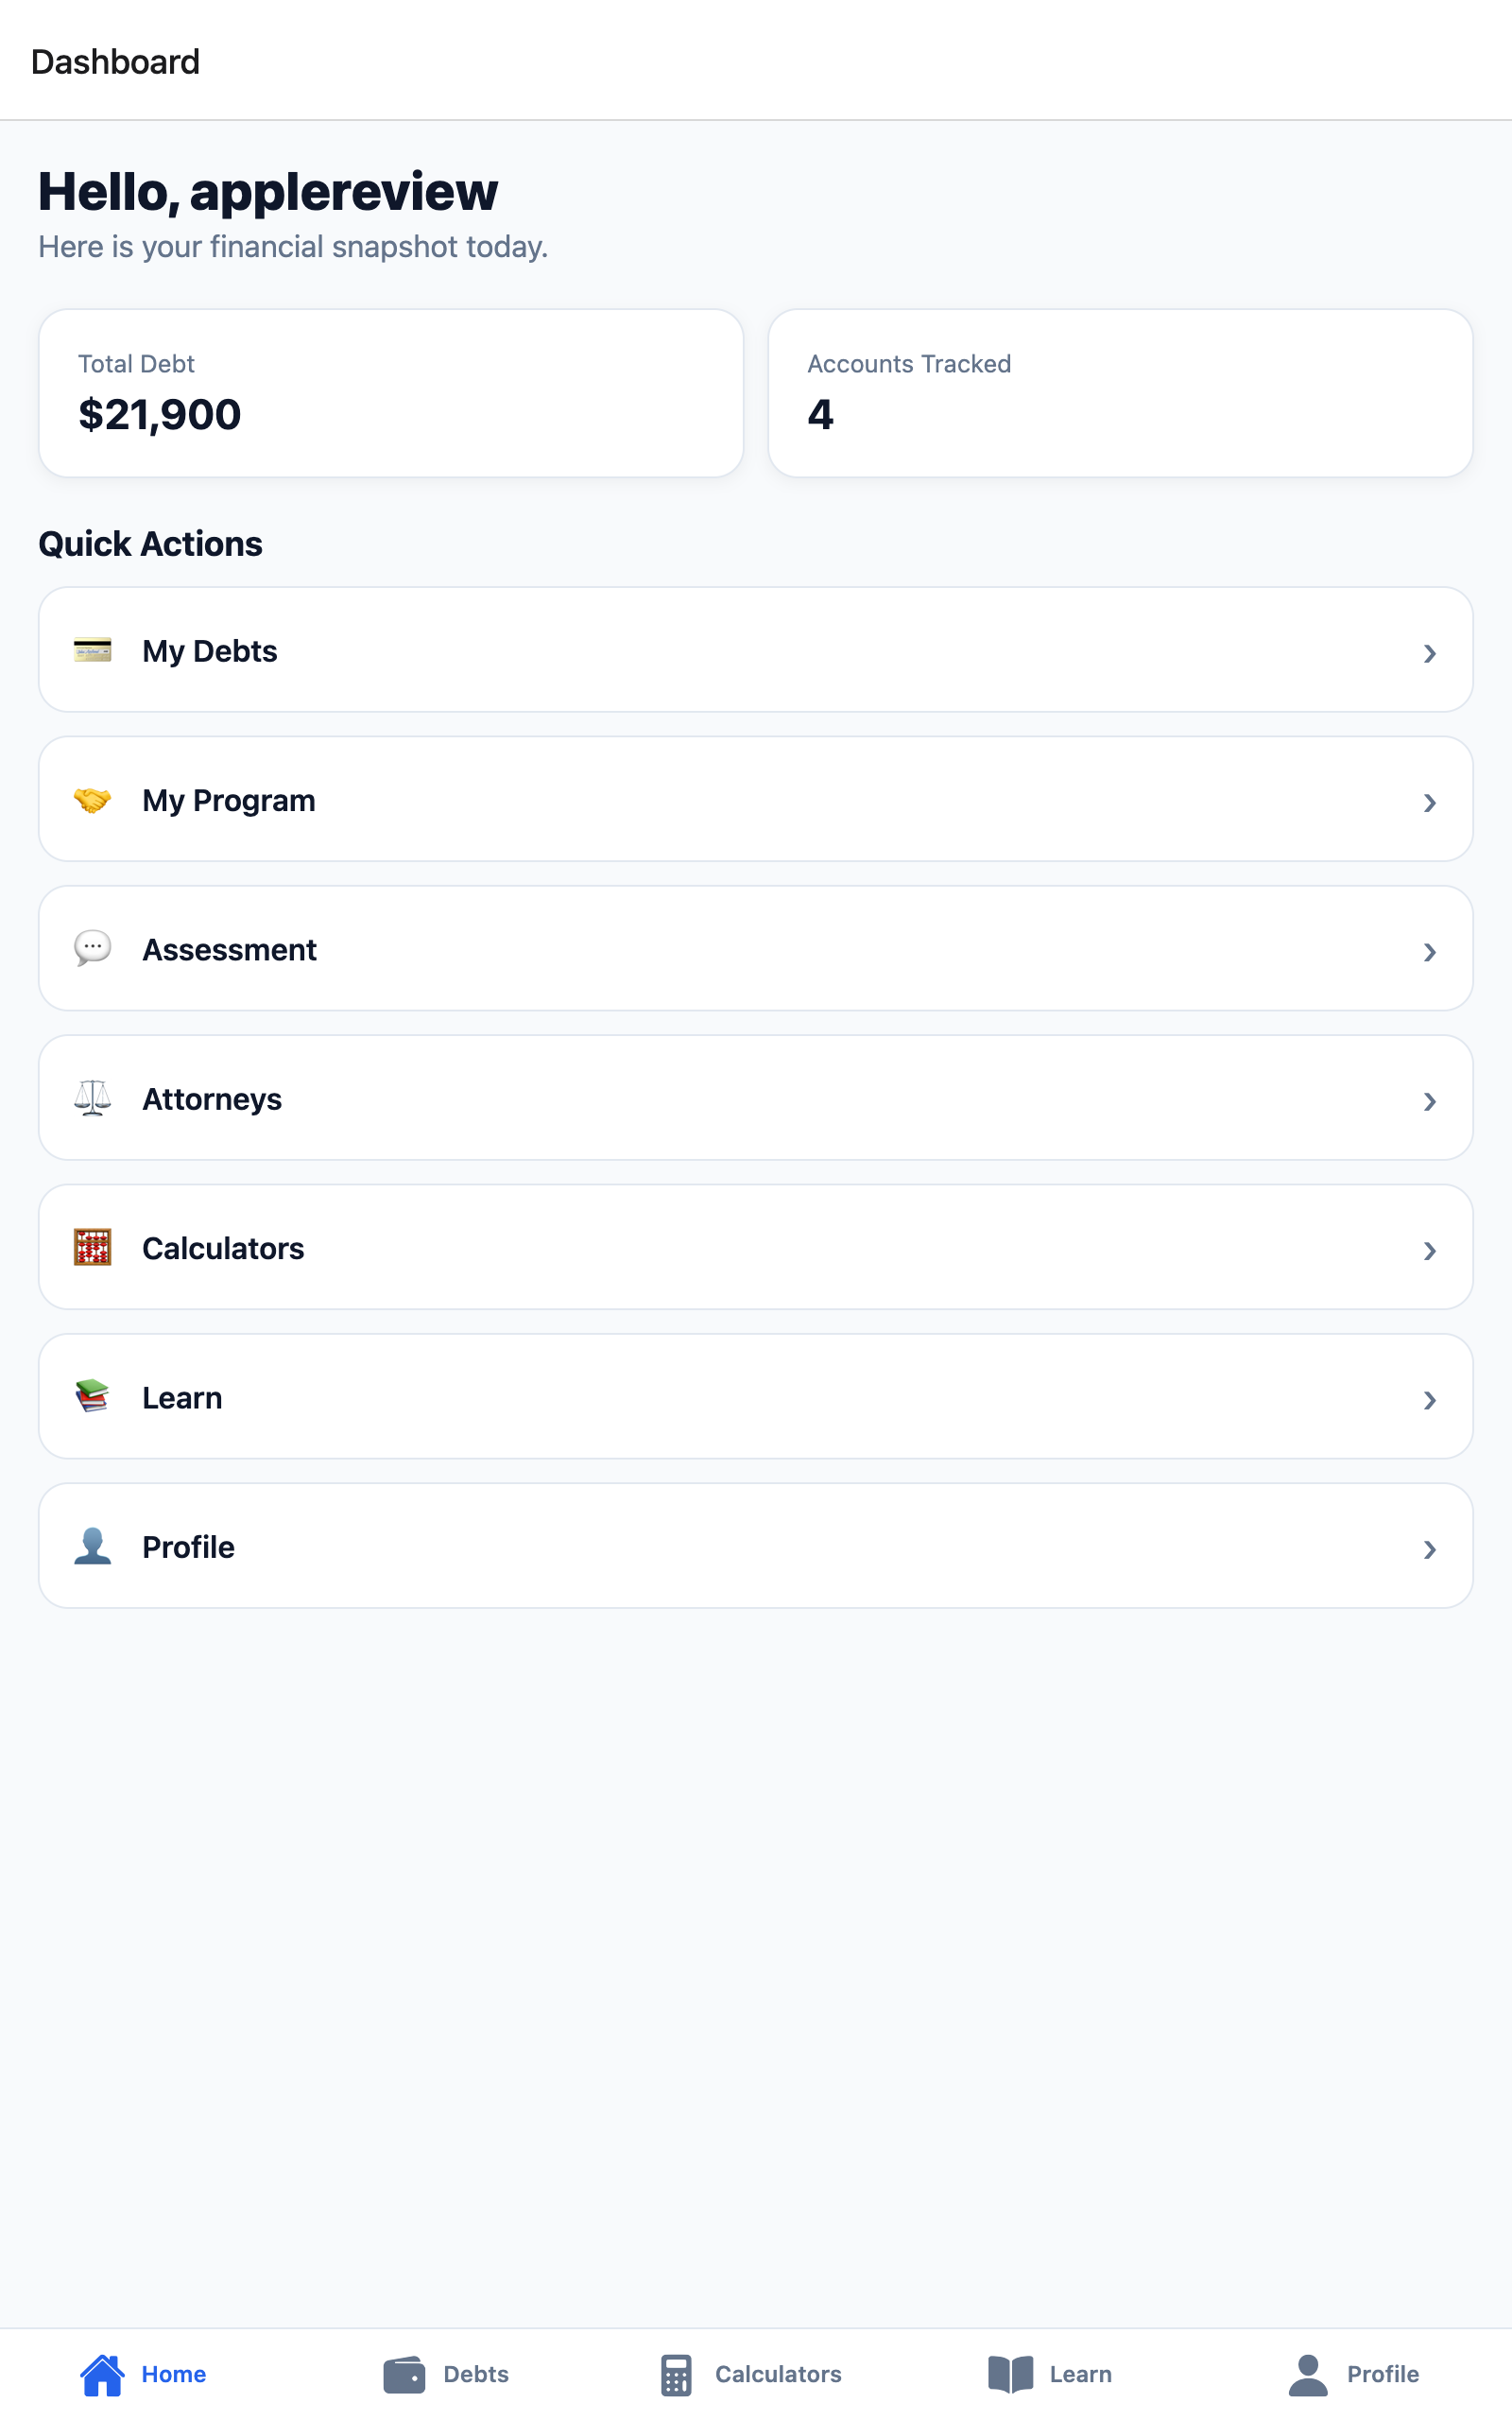 Dashboard
Hello, applereview
Here is your financial snapshot today.
Total Debt
$21,900
Accounts Tracked
4
Quick Actions
My Debts
My Program
Assessment
Attorneys
Calculators
Learn
Profile
Home
Debts
Calculators
Learn
Profile